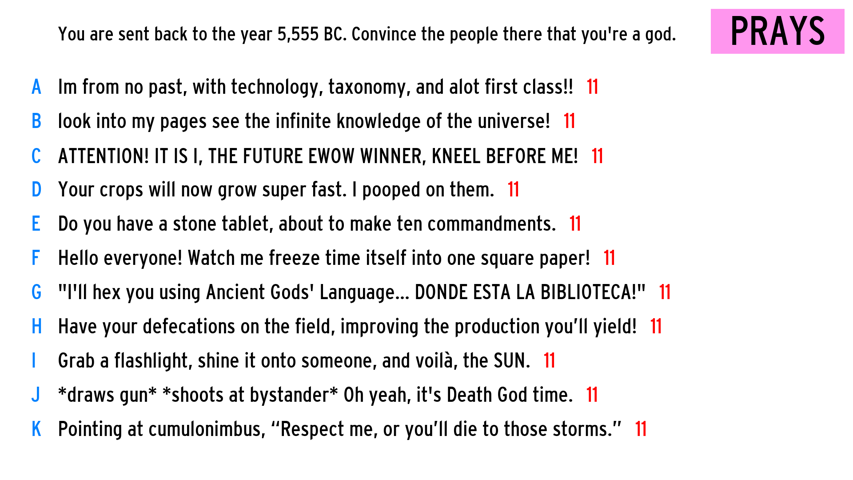 You are sent back to the year 5,555 BC. Convince the people there that you're a god.
PRAYS
A Im from no past, with technology, taxonomy, and alot first class!! 11
B look into my pages see the infinite knowledge of the universe! 11
C ATTENTION! IT IS I, THE FUTURE EWOW WINNER, KNEEL BEFORE ME! 11
D Your crops will now grow super fast. I pooped on them. 11
E Do you have a stone tablet, about to make ten commandments. 11
F Hello everyone! Watch me freeze time itself into one square paper! 11
G "I'll hex you using Ancient Gods' Language... DONDE ESTA LA BIBLIOTECA!" 11
H Have your defecations on the field, improving the production you’ll yield! 11
I Grab a flashlight, shine it onto someone, and voilà, the SUN. 11
J *draws gun* *shoots at bystander* Oh yeah, it's Death God time. 11
K Pointing at cumulonimbus, “Respect me, or you’ll die to those storms.” 11